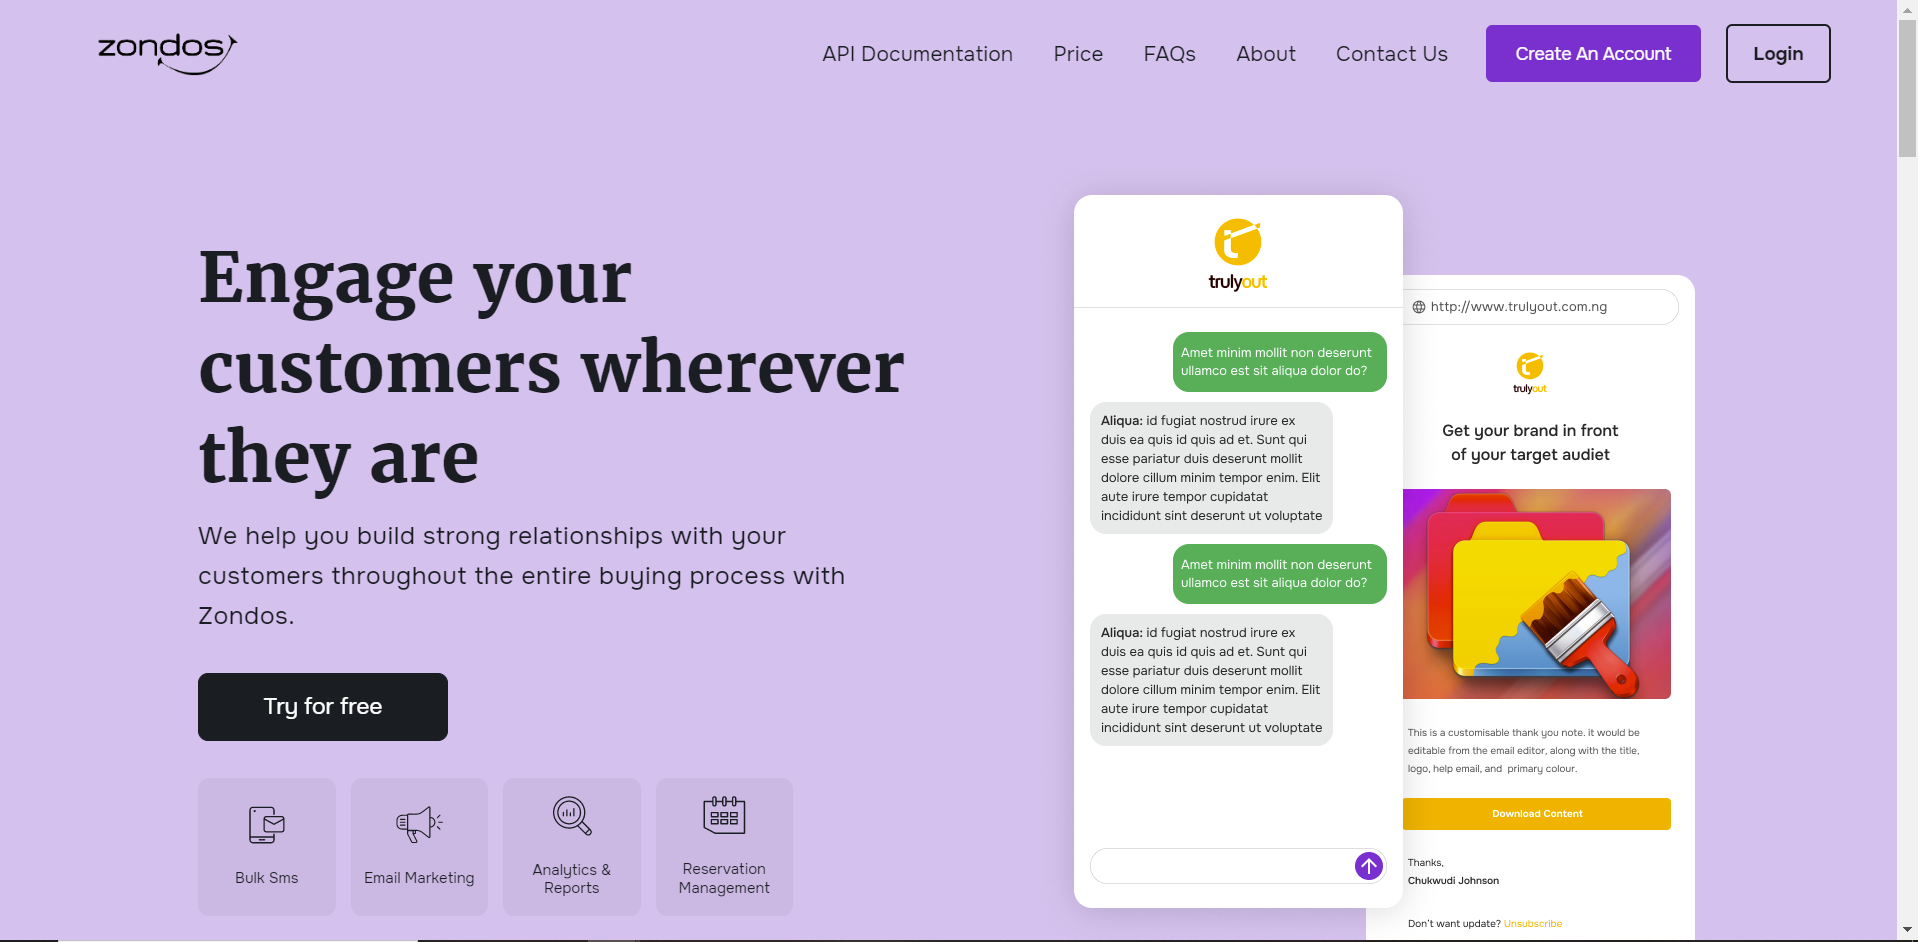 zondos
API Documentation
Price
FAQs
About
Contact Us
Create An Account
Login
Engage your
customers wherever
they are
We help you build strong relationships with your
customers throughout the entire buying process with
Zondos.
Try for free
Bulk Sms
Email Marketing
Analytics &
Reports
Reservation
Management
trulyout
Amet minim mollit non deserunt
ullamco est sit aliqua dolor do?
Aliqua: id fugiat nostrud irure ex
duis ea quis id quis ad et. Sunt qui
esse pariatur duis deserunt mollit
dolore cillum minim tempor enim. Elit
aute irure tempor cupidatat
incididunt sint deserunt ut voluptate
Amet minim mollit non deserunt
ullamco est sit aliqua dolor do?
Aliqua: id fugiat nostrud irure ex
duis ea quis id quis ad et. Sunt qui
esse pariatur duis deserunt mollit
dolore cillum minim tempor enim. Elit
aute irure tempor cupidatat
incididunt sint deserunt ut voluptate
http://www.trulyout.com.ng
trulyout
Get your brand in front
of your target audiet
This is a customisable thank you note. it would be
editable from the email editor, along with the title,
logo, help email, and primary colour.
Download Content
Thanks,
Chukwudi Johnson
Don't want update? Unsubscribe